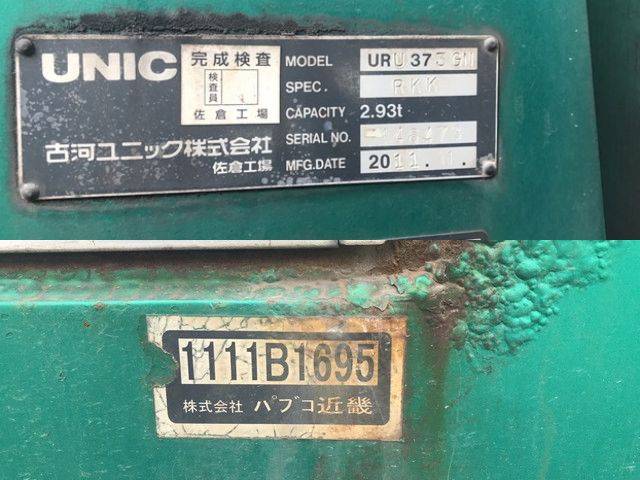 UNIC
完成検査
検査員
佐倉工場
古河ユニック株式会社
佐倉工場
MODEL URU373GM
SPEC. RKK
CAPACITY 2.93t
SERIAL NO.
MFG.DATE 2011.
1111B1695
株式会社 パブコ近畿